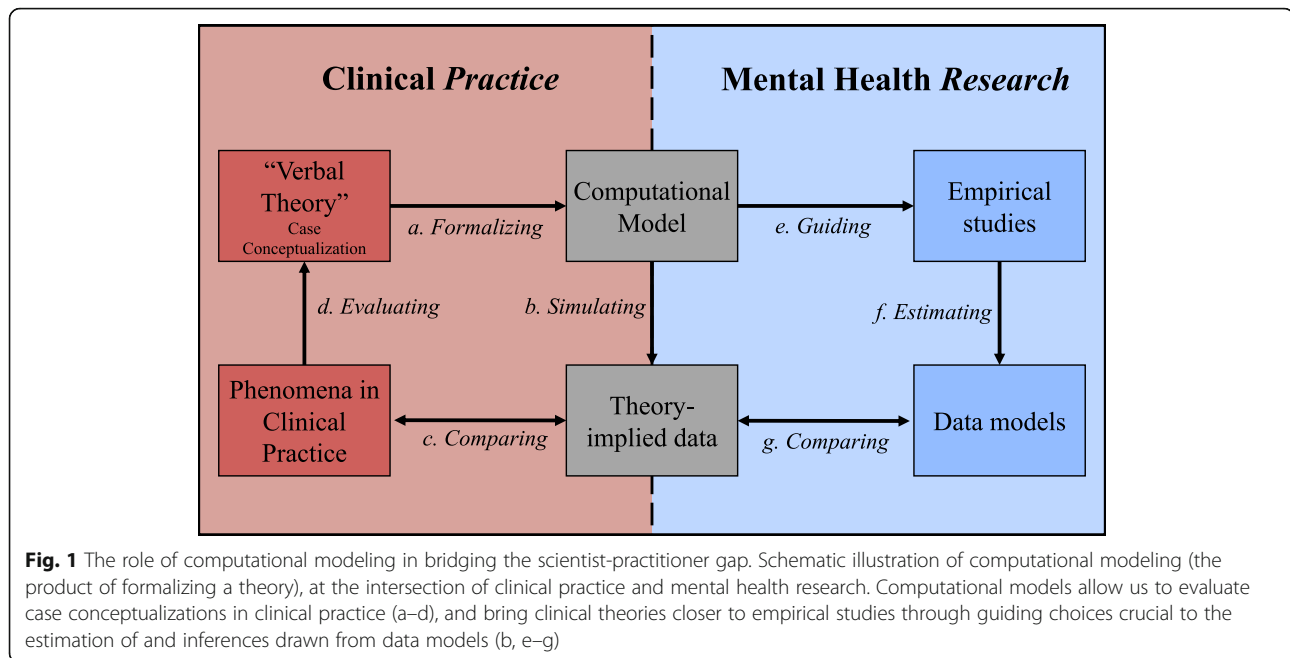 Clinical Practice
Mental Health Research
“Verbal
Theory”
Case
Conceptualization
a. Formalizing
Computational
Model
e. Guiding
Empirical
studies
d. Evaluating
b. Simulating
f. Estimating
Phenomena in
Clinical
Practice
c. Comparing
Theory-
implied data
g. Comparing
Data models
Fig. 1 The role of computational modeling in bridging the scientist-practitioner gap. Schematic illustration of computational modeling (the
product of formalizing a theory), at the intersection of clinical practice and mental health research. Computational models allow us to evaluate
case conceptualizations in clinical practice (a–d), and bring clinical theories closer to empirical studies through guiding choices crucial to the
estimation of and inferences drawn from data models (b, e–g)